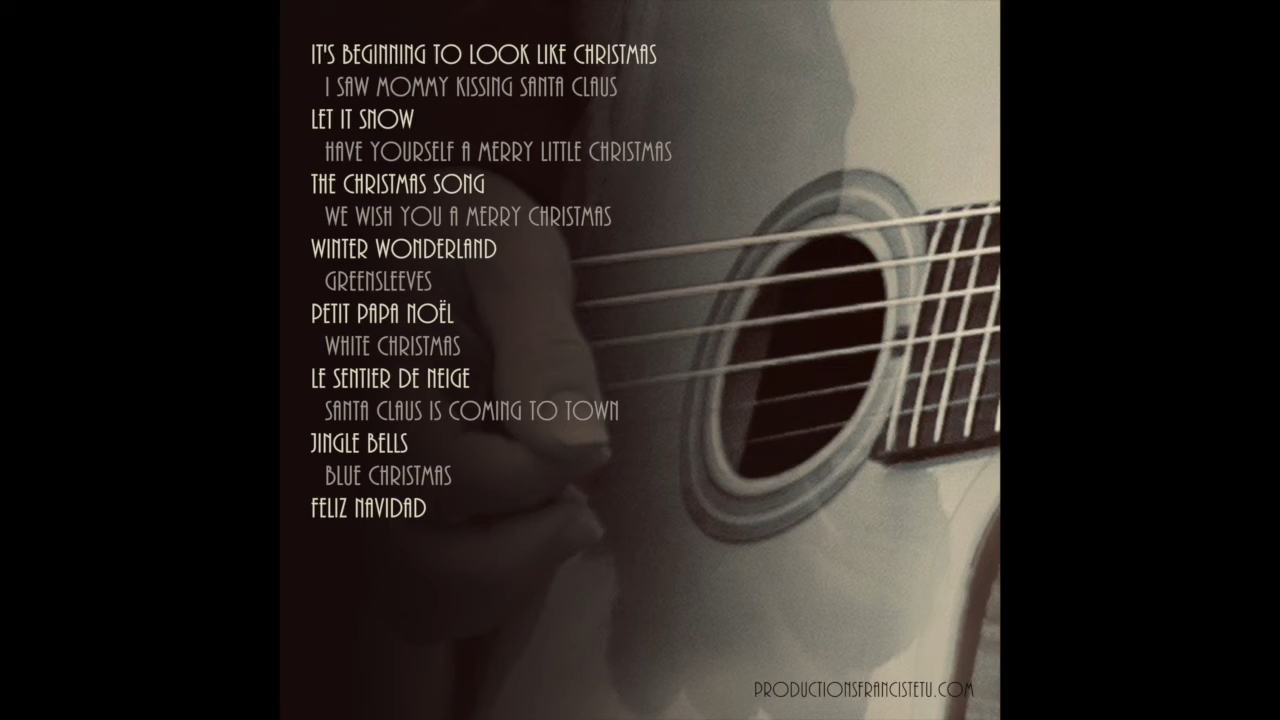 IT'S BEGINNING TO LOOK LIKE CHRISTMAS
I SAW MOMMY KISSING SANTA CLAUS
LET IT SNOW
HAVE YOURSELF A MERRY LITTLE CHRISTMAS
THE CHRISTMAS SONG
WE WISH YOU A MERRY CHRISTMAS
WINTER WONDERLAND
GREENSLEEVES
PETIT PAPA NOËL
WHITE CHRISTMAS
LE SENTIER DE NEIGE
SANTA CLAUS IS COMING TO TOWN
JINGLE BELLS
BLUE CHRISTMAS
FELIZ NAVIDAD
PRODUCTIONSFRANCISTETU.COM